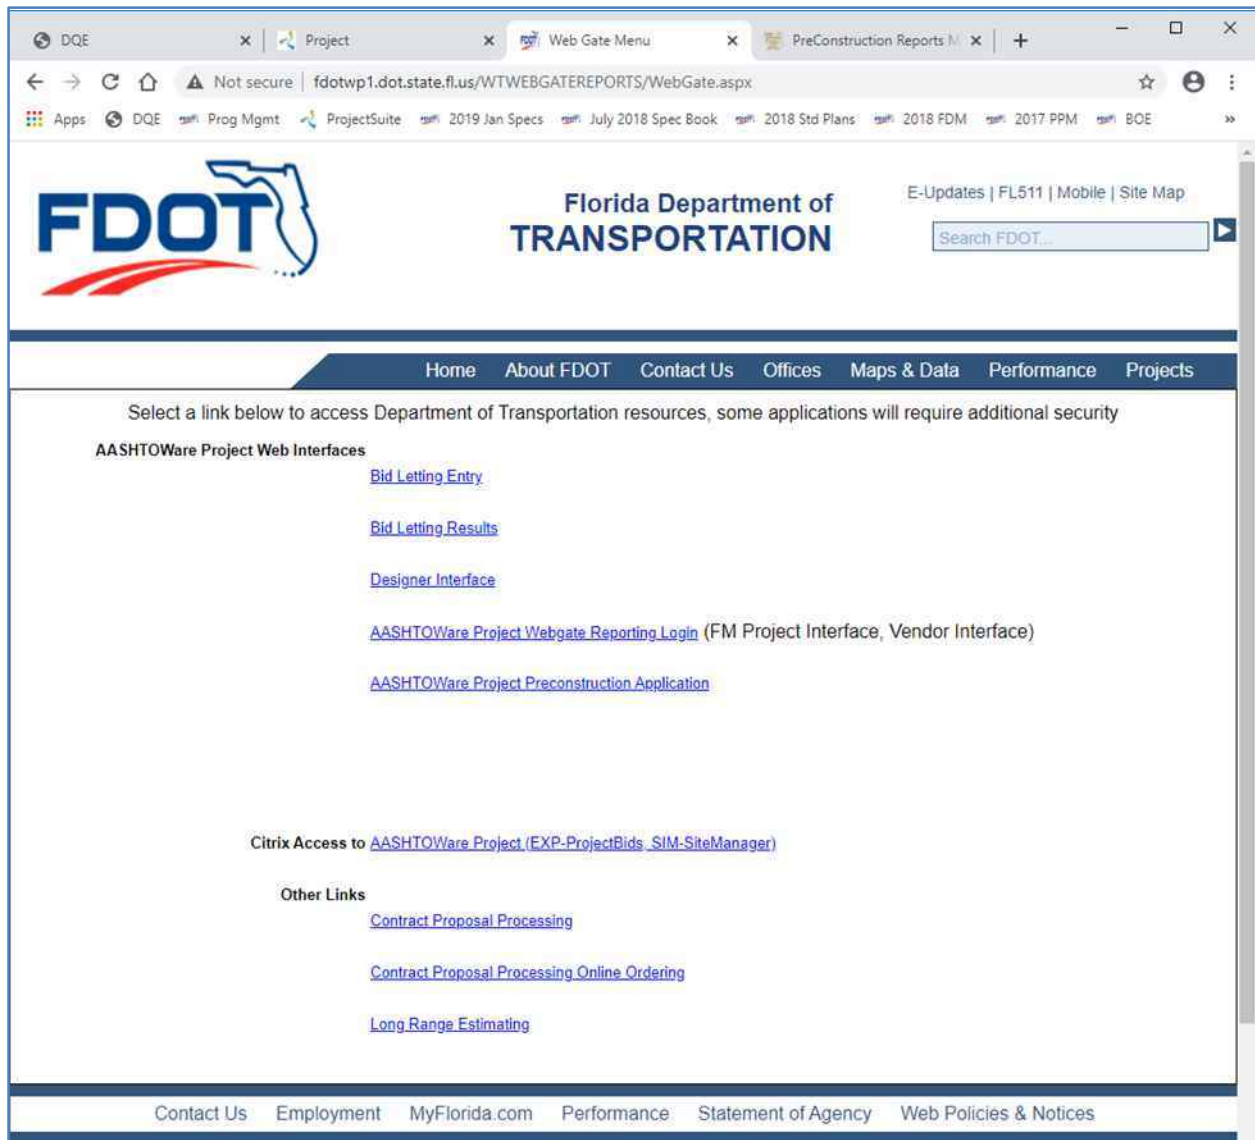 DQE Project Web Gate Menu PreConstruction Reports M
Not secure | fdotwp1.dot.state.fl.us/WTWEBGATEREPORTS/WebGate.aspx
Apps DQE Prog Mgmt ProjectSuite 2019 Jan Specs July 2018 Spec Book 2018 Std Plans 2018 FDM 2017 PPM BOE »
FDOT
Florida Department of
TRANSPORTATION
E-Updates | FL511 | Mobile | Site Map
Search FDOT...
Home About FDOT Contact Us Offices Maps & Data Performance Projects
Select a link below to access Department of Transportation resources, some applications will require additional security
AASHTOWare Project Web Interfaces
Bid Letting Entry
Bid Letting Results
Designer Interface
AASHTOWare Project Webgate Reporting Login (FM Project Interface, Vendor Interface)
AASHTOWare Project Preconstruction Application
Citrix Access to AASHTOWare Project (EXP-ProjectBids, SIM-SiteManager)
Other Links
Contract Proposal Processing
Contract Proposal Processing Online Ordering
Long Range Estimating
Contact Us Employment MyFlorida.com Performance Statement of Agency Web Policies & Notices